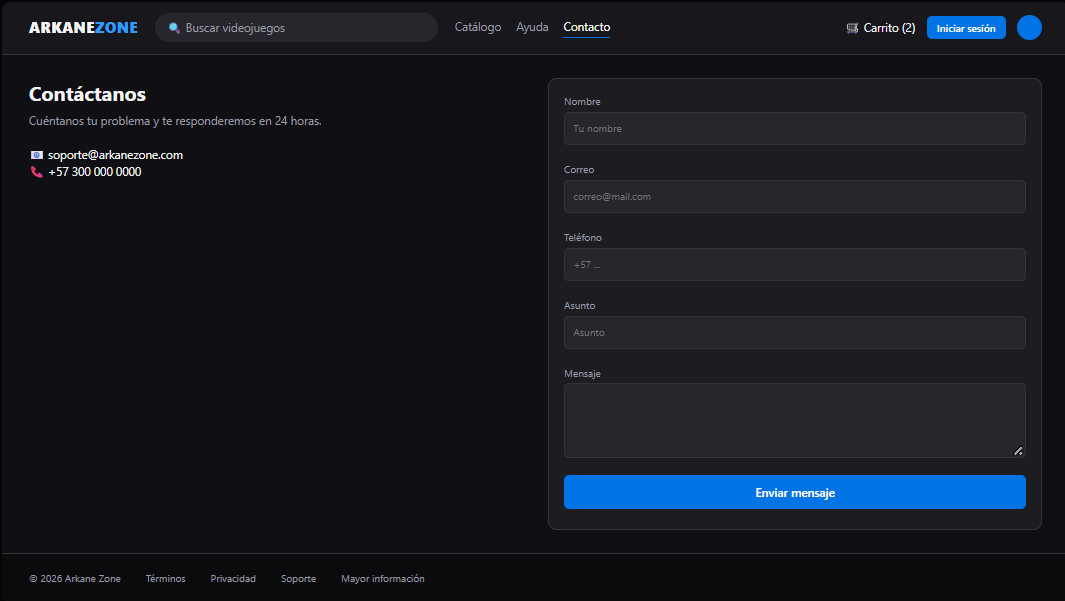 ARKANEZONE
Buscar videojuegos
Catálogo Ayuda Contacto
Carrito (2)
Iniciar sesión
Contáctanos
Cuéntanos tu problema y te responderemos en 24 horas.
soporte@arkanezone.com
+57 300 000 0000
Nombre
Tu nombre
Correo
correo@mail.com
Teléfono
+57 ...
Asunto
Asunto
Mensaje
Enviar mensaje
© 2026 Arkane Zone Términos Privacidad Soporte Mayor información